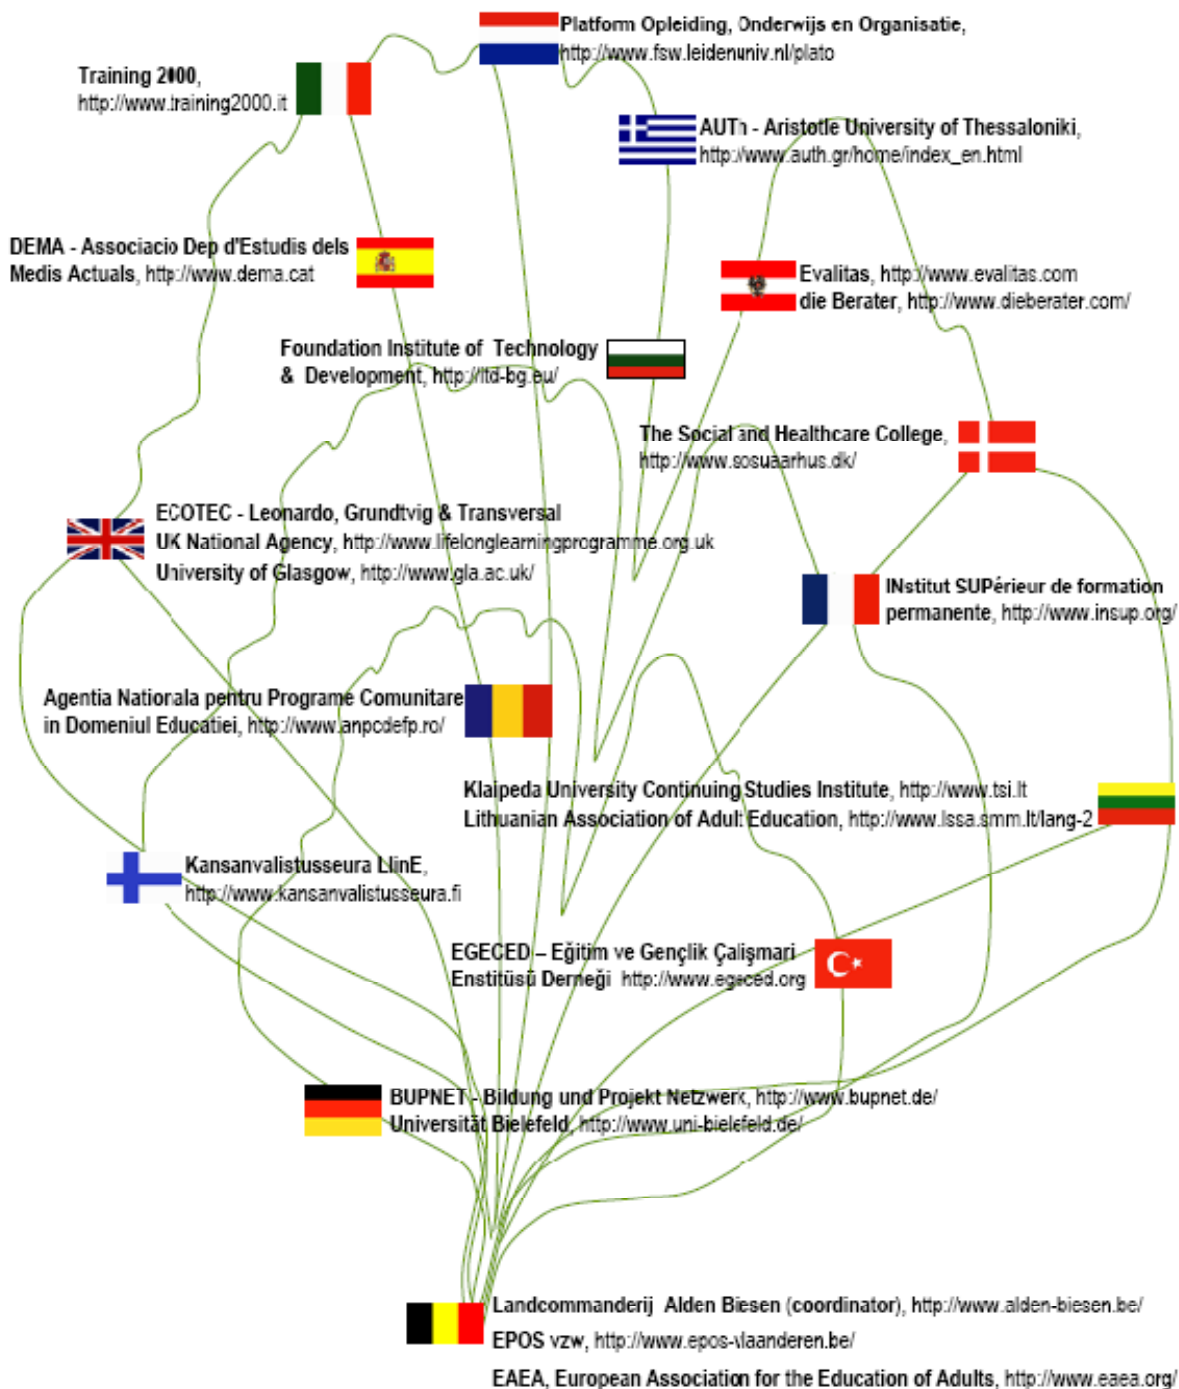 Platform Opleiding, Onderwijs en Organisatie,
http://www.fsw.leidenuniv.nl/plato
Training 2000,
http://www.training2000.it
AUTh - Aristotle University of Thessaloniki,
http://www.auth.gr/home/index_en.html
DEMA - Associacio Dep d'Estudis dels
Medis Actuals, http://www.dema.cat
Evalitas, http://www.evalitas.com
die Berater, http://www.dieberater.com/
Foundation Institute of Technology
& Development, http://itd-bg.eu/
The Social and Healthcare College,
http://www.sosuaarhus.dk/
ECOTEC - Leonardo, Grundtvig & Transversal
UK National Agency, http://www.lifelonglearningprogramme.org.uk
University of Glasgow, http://www.gla.ac.uk/
INstitut SUPérieur de formation
permanente, http://www.insup.org/
Agentia Nationala pentru Programe Comunitare
in Domeniul Educatiei, http://www.anpcdefp.ro/
Klaipeda University Continuing Studies Institute, http://www.tsi.lt
Lithuanian Association of Adult Education, http://www.lssa.smm.lt/lang-2
Kansanvalistusseura LlinE,
http://www.kansanvalistusseura.fi
EGECED – Eğitim ve Gençlik Çalişmari
Enstitüsü Derneği http://www.egeced.org
BUPNET - Bildung und Projekt Netzwerk, http://www.bupnet.de/
Universität Bielefeld, http://www.uni-bielefeld.de/
Landcommanderij Alden Biesen (coordinator), http://www.alden-biesen.be/
EPOS vzw, http://www.epos-vlaanderen.be/
EAEA, European Association for the Education of Adults, http://www.eaea.org/